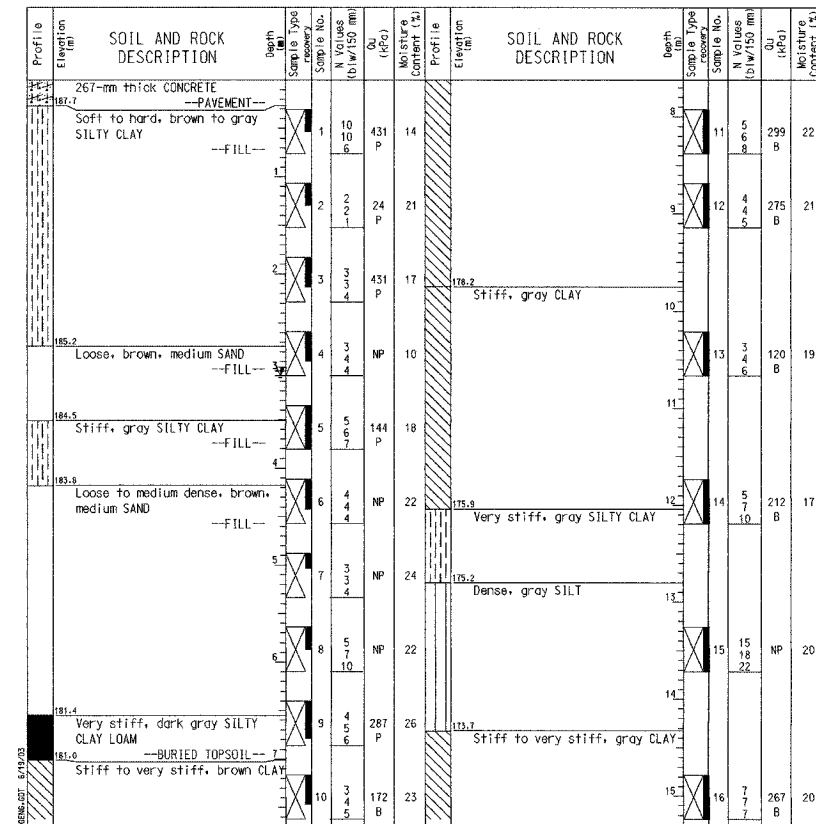 Profile
Elevation (m)
SOIL AND ROCK DESCRIPTION
Depth (m)
Sample Type recovery
Sample No.
N Values (blw/150 mm)
Qu (kPa)
Moisture Content (%)
267-mm thick CONCRETE
187.7 --PAVEMENT--
Soft to hard, brown to gray
SILTY CLAY
--FILL--
1
1 10 10 6 431 P 14
2 2 2 1 24 P 21
2
3 3 3 4 431 P 17
185.2
Loose, brown, medium SAND
--FILL-- 3
4 3 4 4 NP 10
184.5
Stiff, gray SILTY CLAY
--FILL--
5 5 6 7 144 P 18
4
183.8
Loose to medium dense, brown,
medium SAND
--FILL--
6 4 4 4 NP 22
5
7 3 3 4 NP 24
6
8 5 7 10 NP 22
181.4
Very stiff, dark gray SILTY
CLAY LOAM
9 4 5 6 287 P 26
--BURIED TOPSOIL-- 7
181.0
Stiff to very stiff, brown CLAY
10 3 4 5 172 B 23
6/19/03
Profile
Elevation (m)
SOIL AND ROCK DESCRIPTION
Depth (m)
Sample Type recovery
Sample No.
N Values (blw/150 mm)
Qu (kPa)
Moisture Content (%)
8
11 5 6 8 299 B 22
9
12 4 4 5 275 B 21
178.2
Stiff, gray CLAY
10
13 3 4 6 120 B 19
11
12
14 5 7 10 212 B 17
175.9
Very stiff, gray SILTY CLAY
175.2
Dense, gray SILT
13
15 15 18 22 NP 20
14
173.7
Stiff to very stiff, gray CLAY
15
16 7 7 7 267 B 20